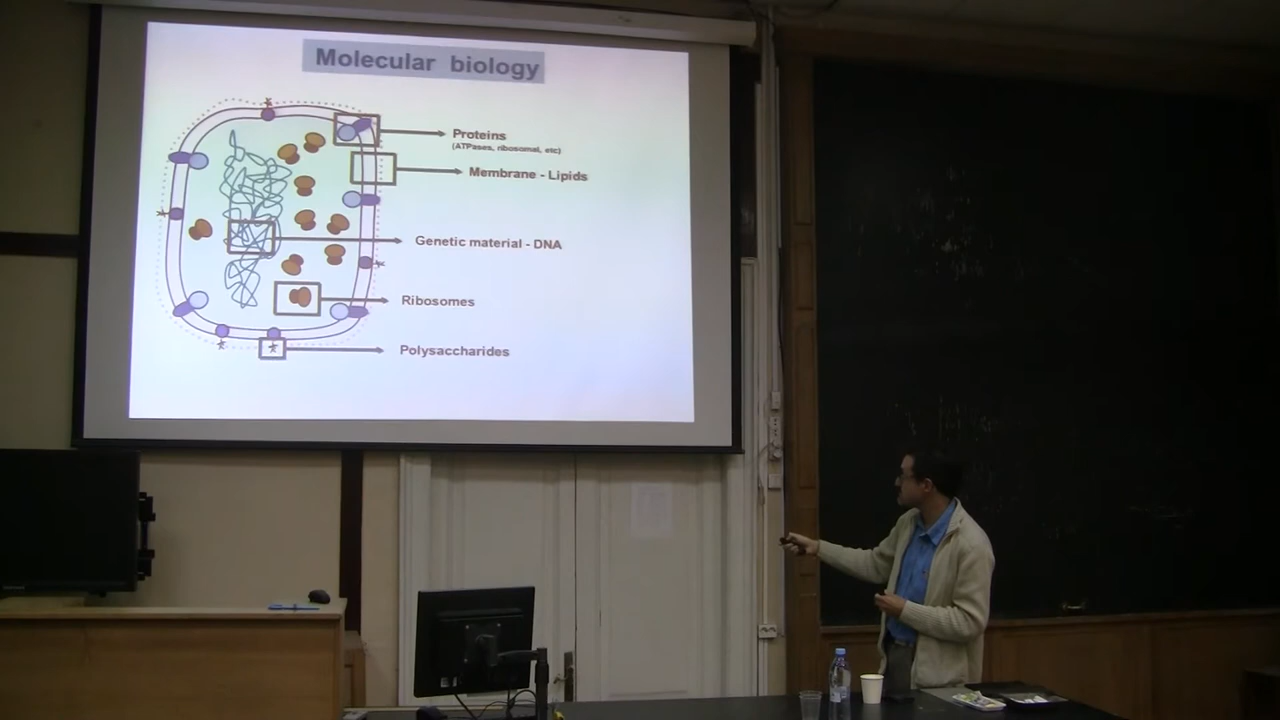 Molecular biology
Proteins
(ATPases, ribosomal, etc)
Membrane - Lipids
Genetic material - DNA
Ribosomes
Polysaccharides